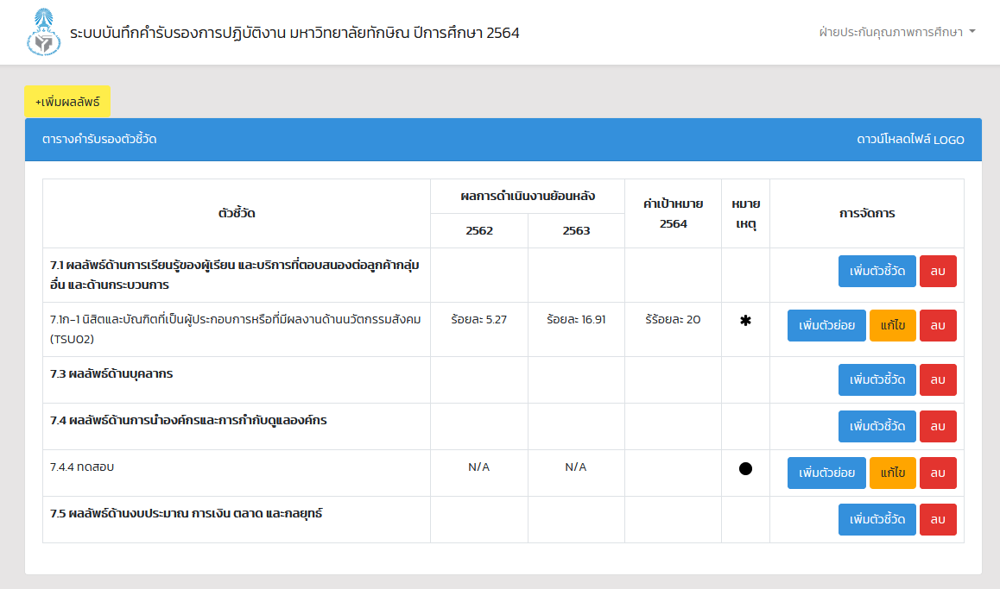 ระบบบันทึกคำรับรองการปฏิบัติงาน มหาวิทยาลัยทักษิณ ปีการศึกษา 2564
ฝ่ายประกันคุณภาพการศึกษา
+เพิ่มผลลัพธ์
ตารางคำรับรองตัวชี้วัด
ดาวน์โหลดไฟล์ LOGO
ตัวชี้วัด
ผลการดำเนินงานย้อนหลัง
2562
2563
ค่าเป้าหมาย
2564
หมาย
เหตุ
การจัดการ
7.1 ผลลัพธ์ด้านการเรียนรู้ของผู้เรียน และบริการที่ตอบสนองต่อลูกค้ากลุ่ม
อื่น และด้านกระบวนการ
เพิ่มตัวชี้วัด ลบ
7.1ก-1 นิสิตและบัณฑิตที่เป็นผู้ประกอบการหรือที่มีผลงานด้านนวัตกรรมสังคม
(TSU02)
ร้อยละ 5.27
ร้อยละ 16.91
ร้ร้อยละ 20
*
เพิ่มตัวย่อย แก้ไข ลบ
7.3 ผลลัพธ์ด้านบุคลากร
เพิ่มตัวชี้วัด ลบ
7.4 ผลลัพธ์ด้านการนำองค์กรและการกำกับดูแลองค์กร
เพิ่มตัวชี้วัด ลบ
7.4.4 ทดสอบ
N/A
N/A
●
เพิ่มตัวย่อย แก้ไข ลบ
7.5 ผลลัพธ์ด้านงบประมาณ การเงิน ตลาด และกลยุทธ์
เพิ่มตัวชี้วัด ลบ